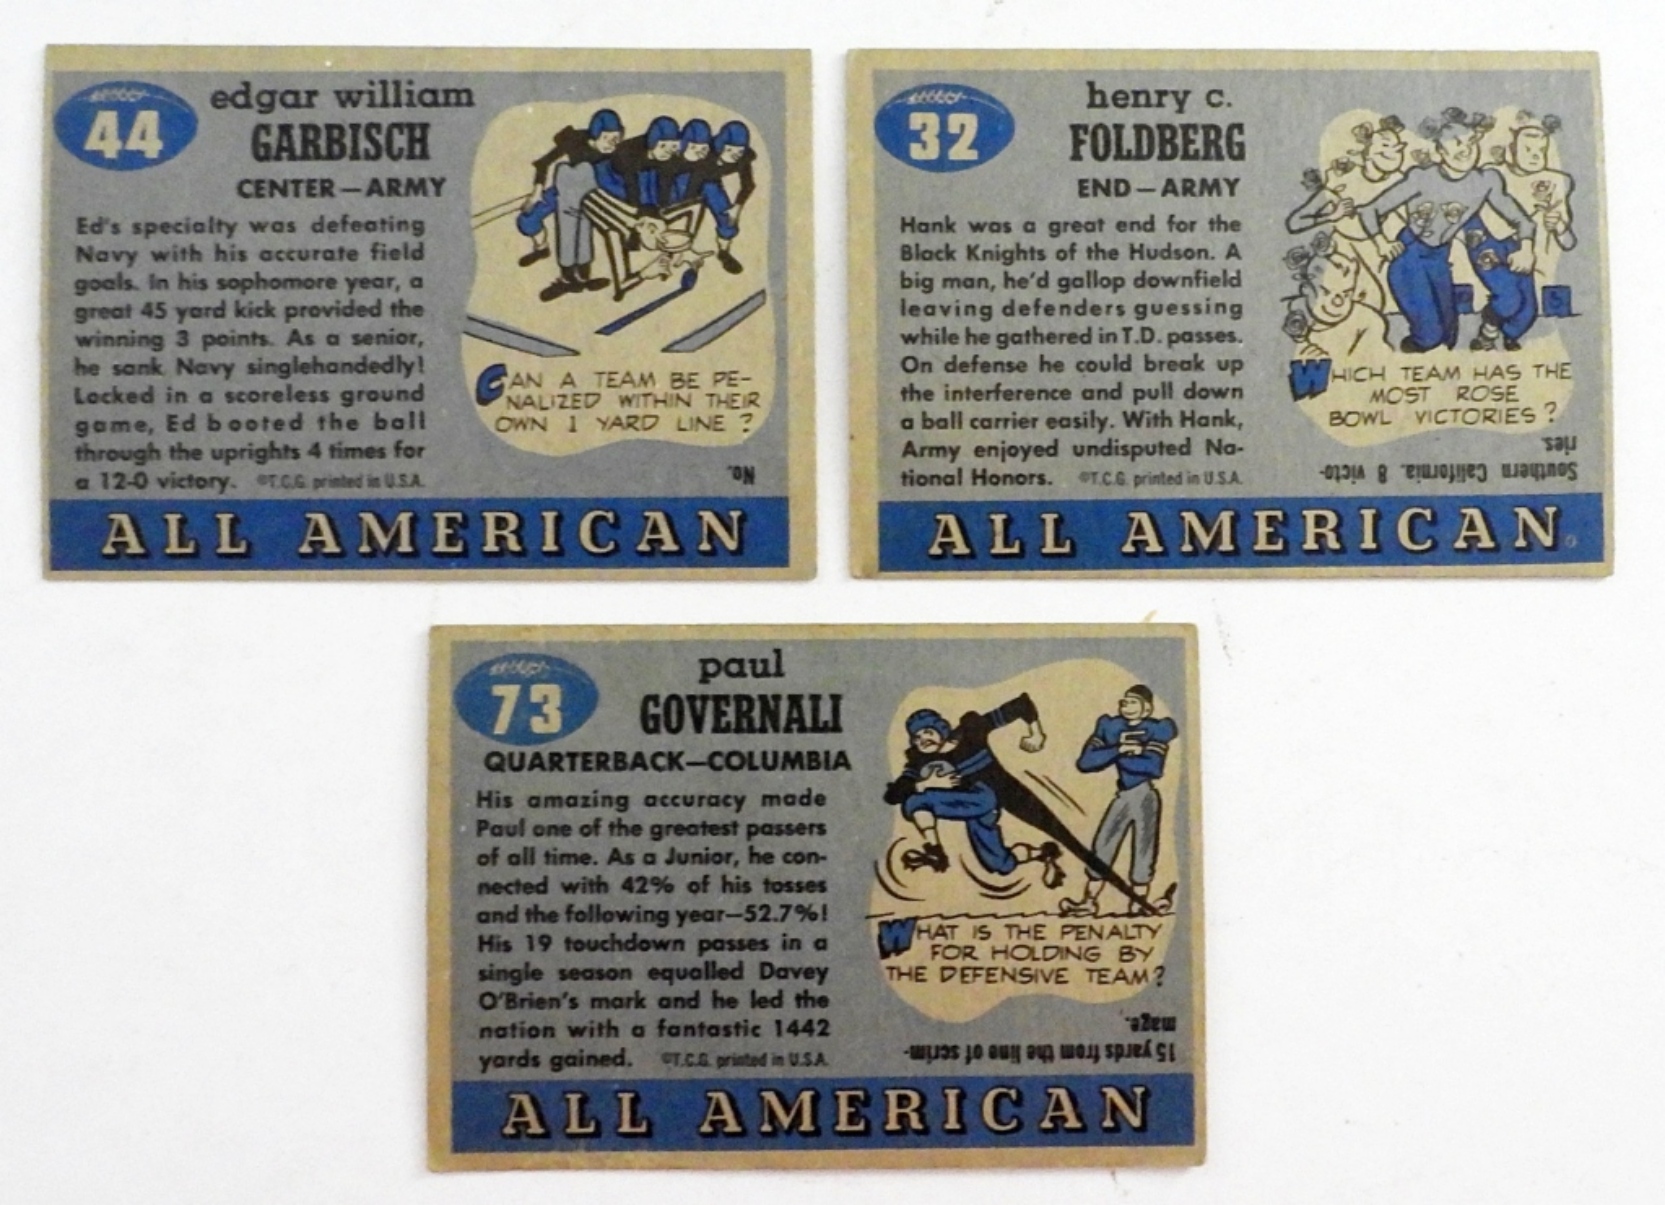 44
edgar william
GARBISCH
CENTER—ARMY
Ed's specialty was defeating
Navy with his accurate field
goals. In his sophomore year, a
great 45 yard kick provided the
winning 3 points. As a senior,
he sank Navy singlehandedly!
Locked in a scoreless ground
game, Ed booted the ball
through the uprights 4 times for
a 12-0 victory. ©T.C.G. printed in U.S.A.
CAN A TEAM BE PE-
NALIZED WITHIN THEIR
OWN 1 YARD LINE?
No.
ALL AMERICAN
32
henry c.
FOLDBERG
END—ARMY
Hank was a great end for the
Black Knights of the Hudson. A
big man, he'd gallop downfield
leaving defenders guessing
while he gathered in T.D. passes.
On defense he could break up
the interference and pull down
a ball carrier easily. With Hank,
Army enjoyed undisputed Na-
tional Honors. ©T.C.G. printed in U.S.A.
5
WHICH TEAM HAS THE
MOST ROSE
BOWL VICTORIES?
Southern California. 8 victo-
ries.
ALL AMERICAN
73
paul
GOVERNALI
QUARTERBACK—COLUMBIA
His amazing accuracy made
Paul one of the greatest passers
of all time. As a Junior, he con-
nected with 42% of his tosses
and the following year—52.7%!
His 19 touchdown passes in a
single season equalled Davey
O'Brien's mark and he led the
nation with a fantastic 1442
yards gained. ©T.C.G. printed in U.S.A.
5
WHAT IS THE PENALTY
FOR HOLDING BY
THE DEFENSIVE TEAM?
15 yards from the line of scrim-
mage.
ALL AMERICAN